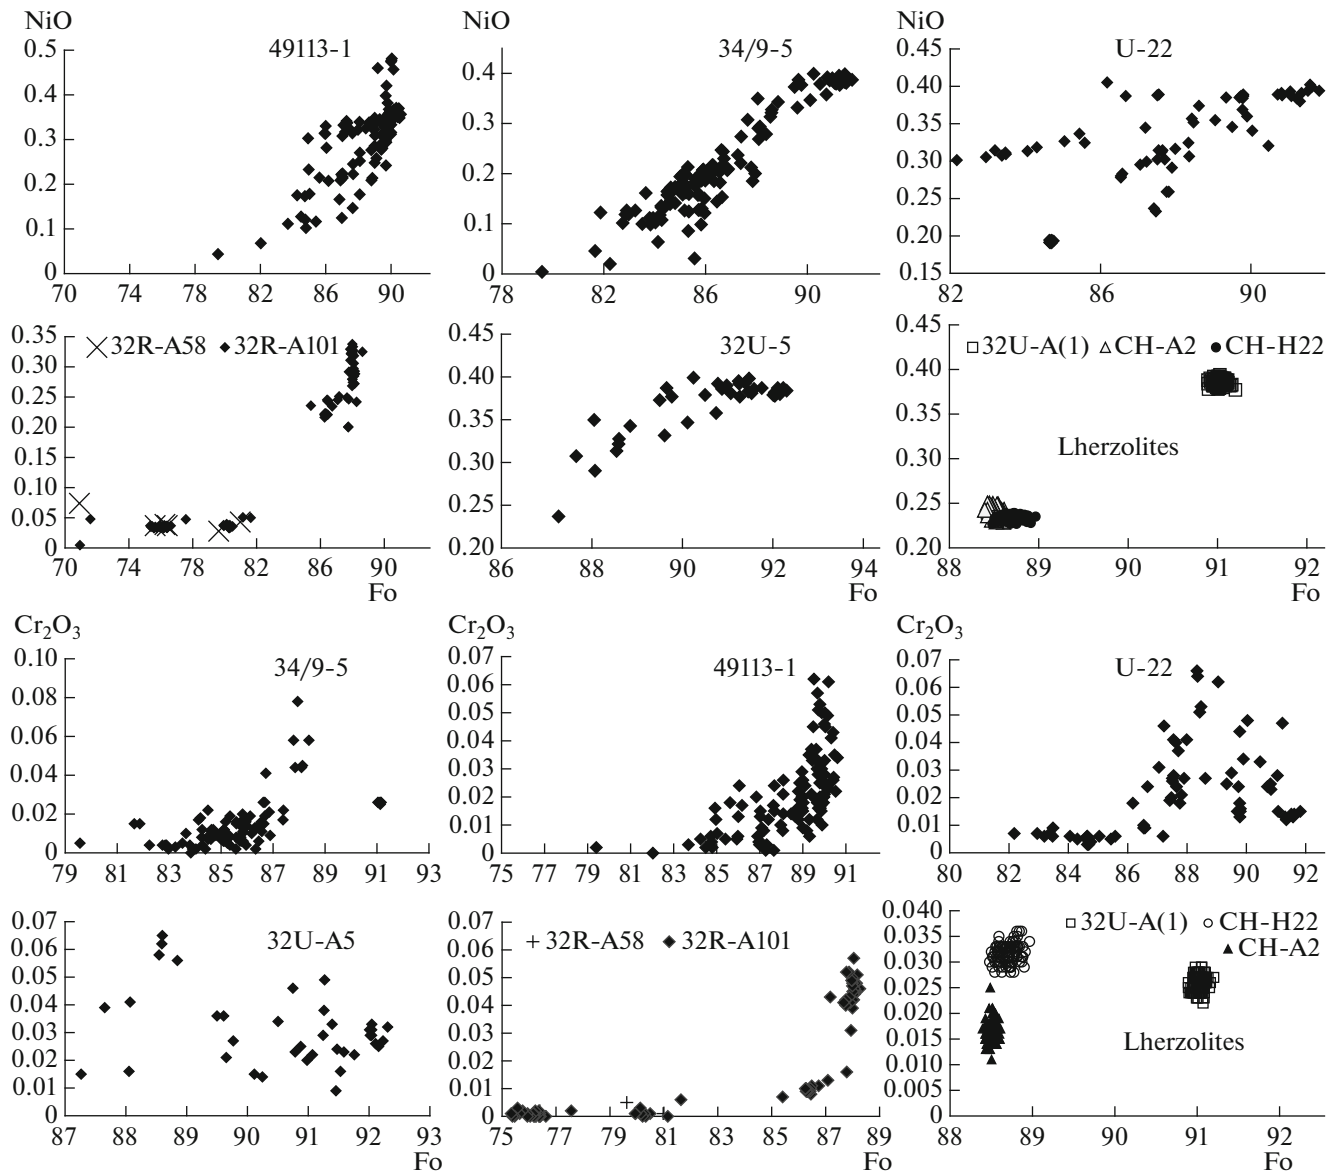 NiO
49113-1
0.5
0.4
0.3
0.2
0.1
0
70 74 78 82 86 90
NiO
34/9-5
0.4
0.3
0.2
0.1
0
78 82 86 90
NiO
U-22
0.45
0.40
0.35
0.30
0.25
0.20
0.15
82 86 90
32R-A58 32R-A101
0.35
0.30
0.25
0.20
0.15
0.10
0.05
0
70 74 78 82 86 90
Fo
32U-5
0.45
0.40
0.35
0.30
0.25
0.20
86 88 90 92 94
Fo
32U-A(1) CH-A2 CH-H22
Lherzolites
0.45
0.40
0.35
0.30
0.25
0.20
88 89 90 91 92
Fo
Cr₂O₃
34/9-5
0.10
0.08
0.06
0.04
0.02
0
79 81 83 85 87 89 91 93
Cr₂O₃
49113-1
0.07
0.06
0.05
0.04
0.03
0.02
0.01
0
75 77 79 81 83 85 87 89 91
Cr₂O₃
U-22
0.07
0.06
0.05
0.04
0.03
0.02
0.01
0
80 82 84 86 88 90 92
32U-A5
0.07
0.06
0.05
0.04
0.03
0.02
0.01
0
87 88 89 90 91 92 93
Fo
32R-A58 32R-A101
0.07
0.06
0.05
0.04
0.03
0.02
0.01
0
75 77 79 81 83 85 87 89
Fo
32U-A(1) CH-H22
CH-A2
Lherzolites
0.040
0.035
0.030
0.025
0.020
0.015
0.010
0.005
0
88 89 90 91 92
Fo